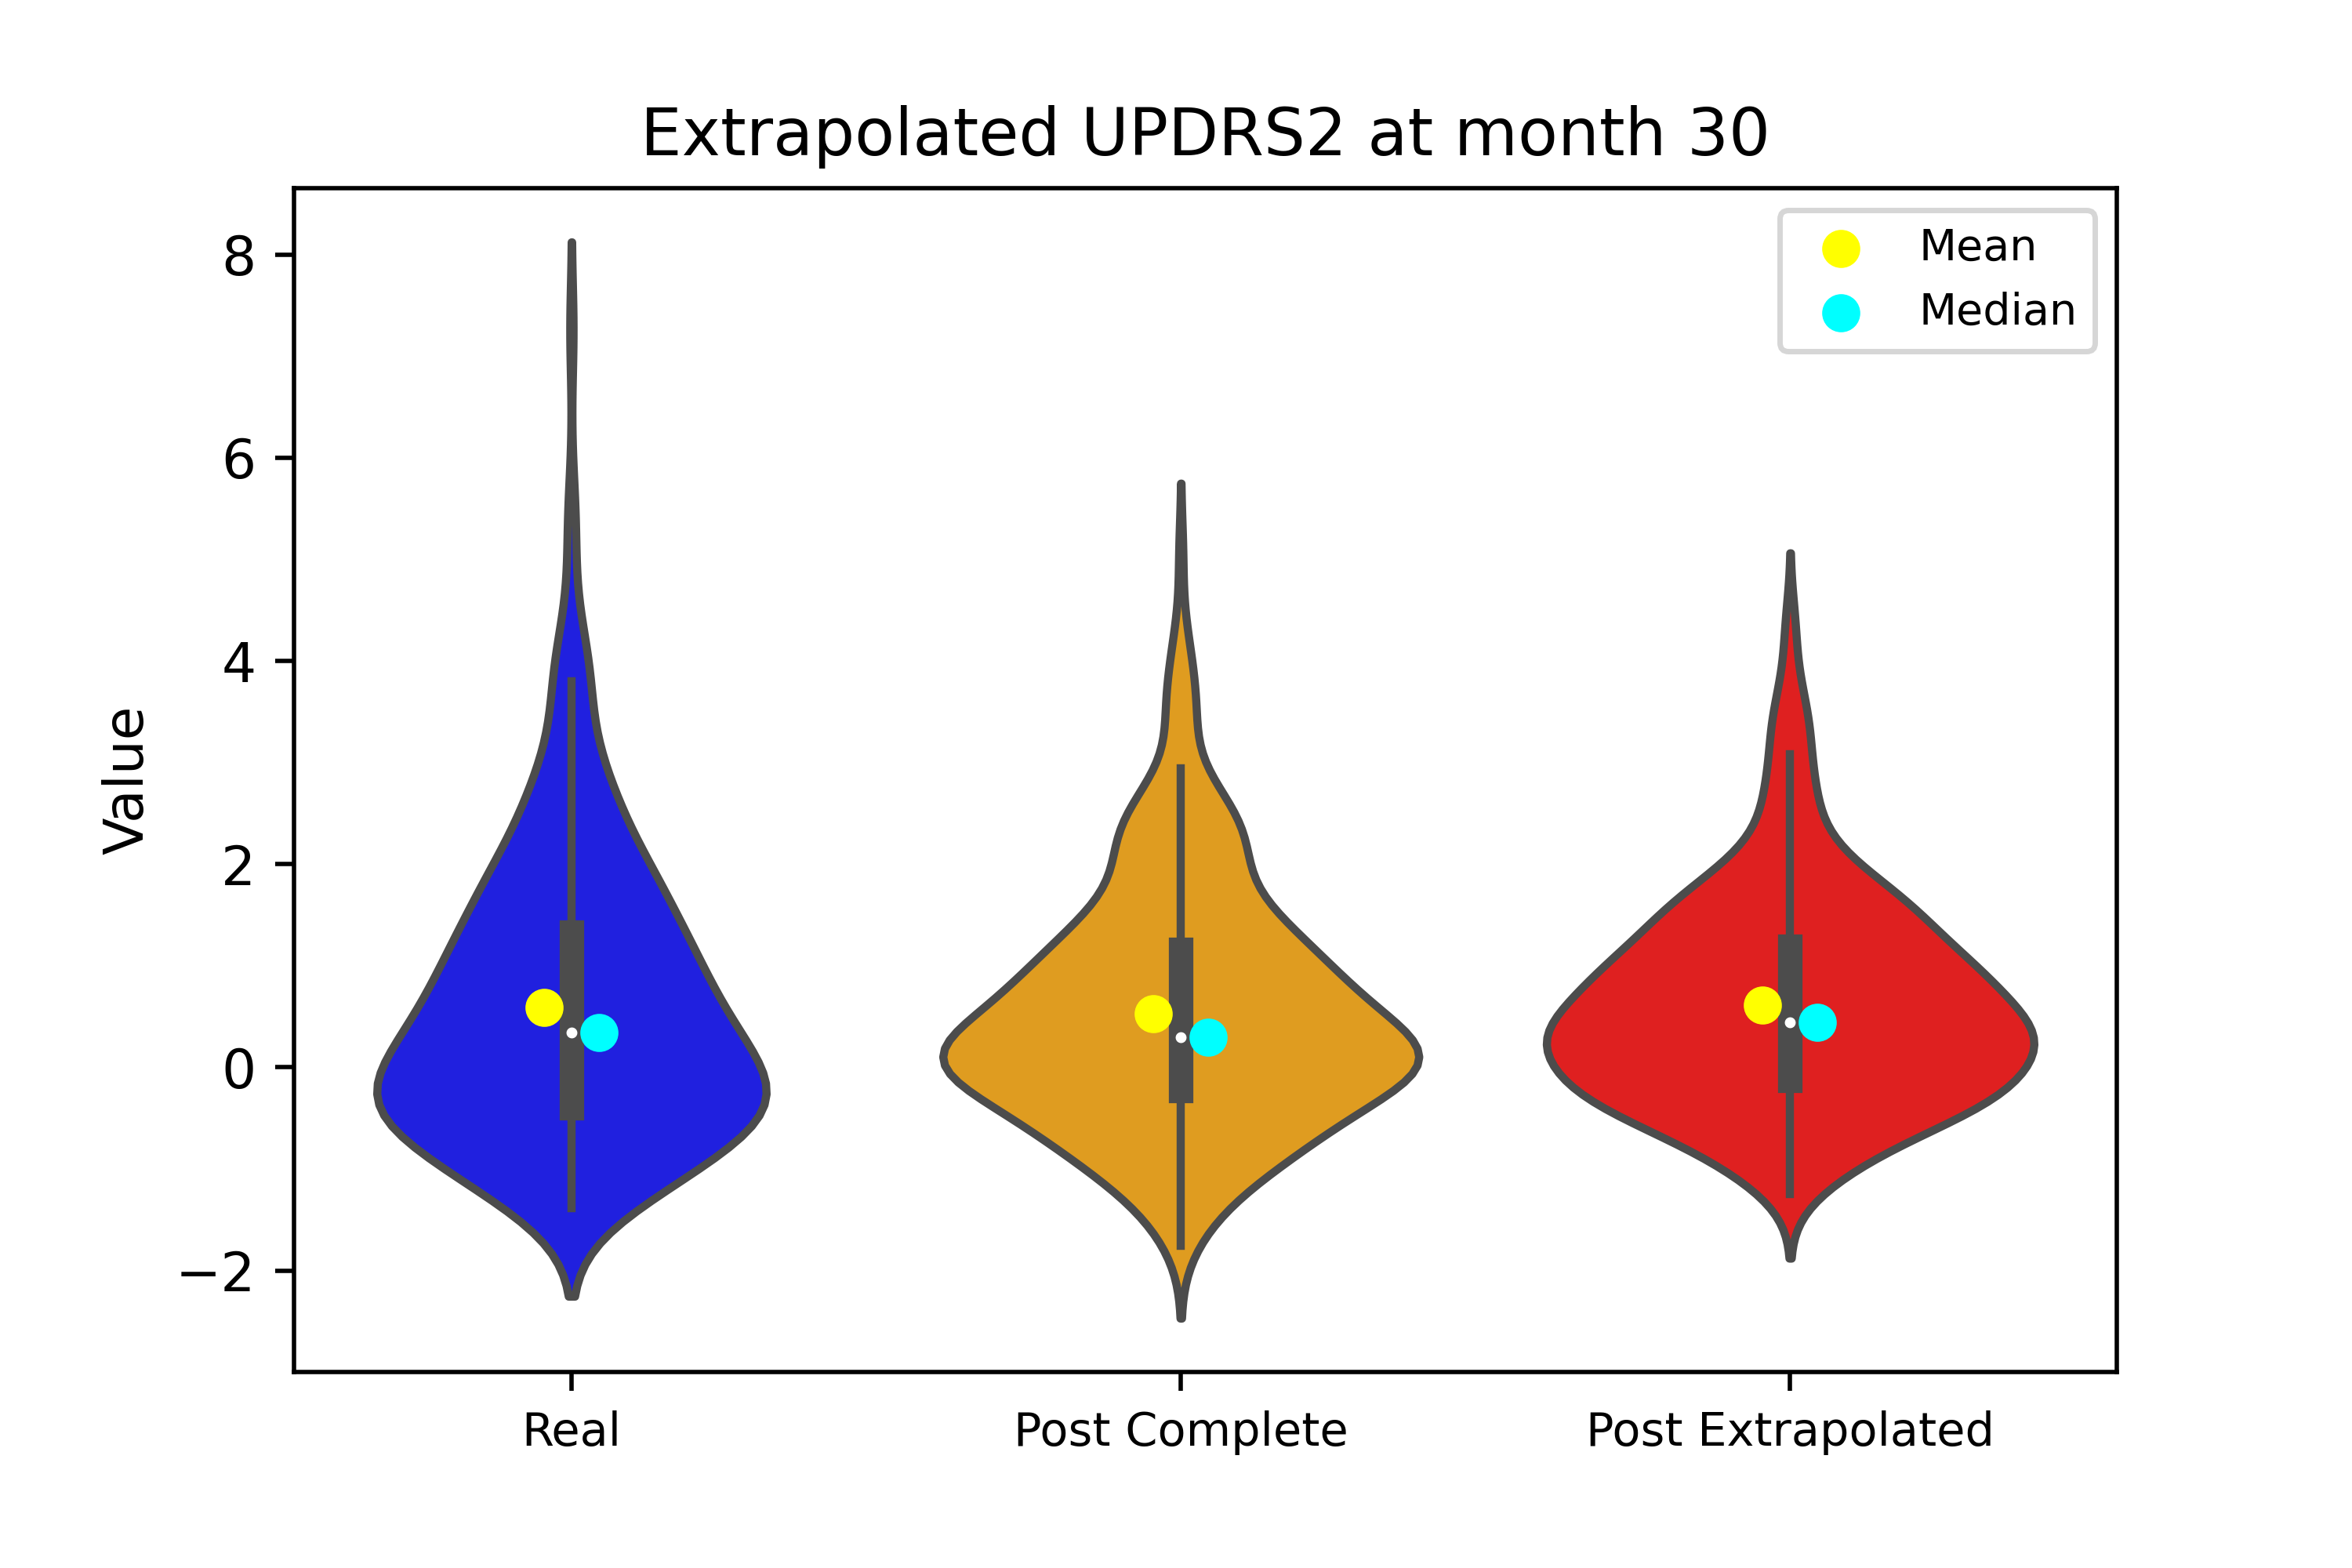 Extrapolated UPDRS2 at month 30
Mean
Median
8
6
4
2
0
−2
Value
Real
Post Complete
Post Extrapolated